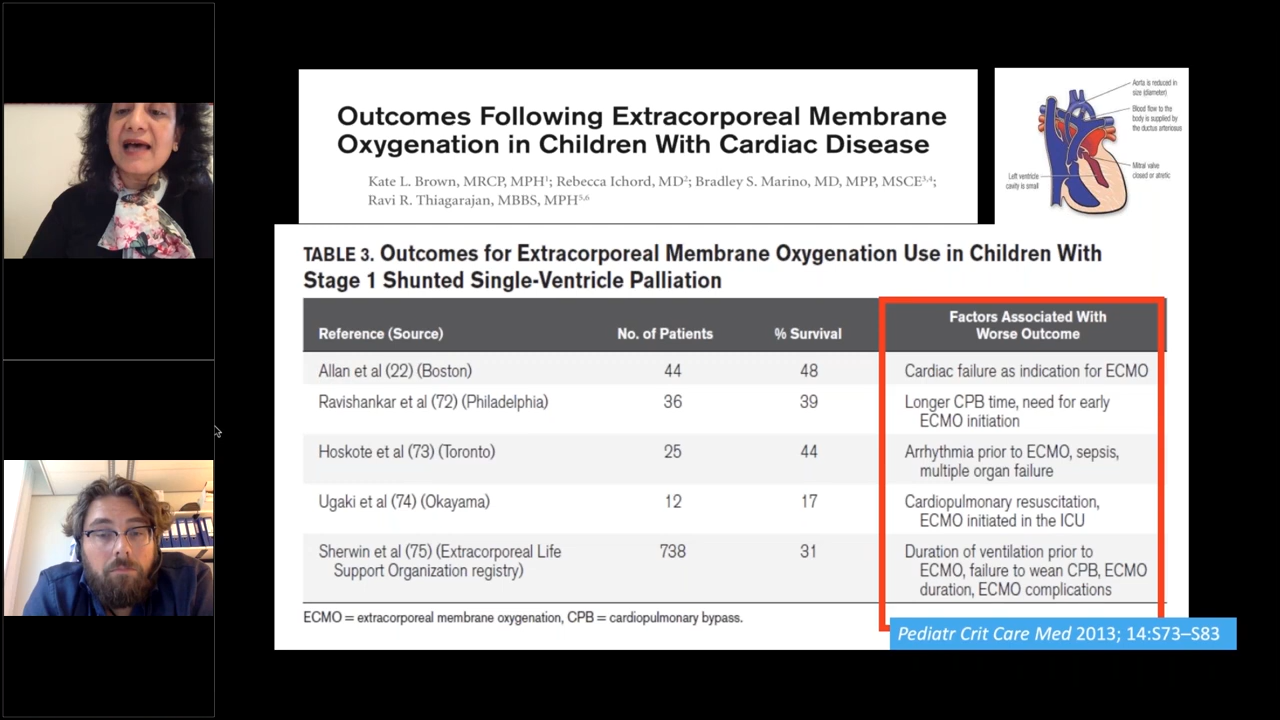 Outcomes Following Extracorporeal Membrane
Oxygenation in Children With Cardiac Disease
Kate L. Brown, MRCP, MPH¹; Rebecca Ichord, MD²; Bradley S. Marino, MD, MPP, MSCE³,⁴;
Ravi R. Thiagarajan, MBBS, MPH⁵,⁶
Aorta is reduced in
size (diameter)
Blood flow to the
body is supplied by
the ductus arteriosus
Mitral valve
closed or atretic
Left ventricle
cavity is small
TABLE 3. Outcomes for Extracorporeal Membrane Oxygenation Use in Children With
Stage 1 Shunted Single-Ventricle Palliation
Reference (Source) No. of Patients % Survival Factors Associated With
Worse Outcome
Allan et al (22) (Boston) 44 48 Cardiac failure as indication for ECMO
Ravishankar et al (72) (Philadelphia) 36 39 Longer CPB time, need for early
ECMO initiation
Hoskote et al (73) (Toronto) 25 44 Arrhythmia prior to ECMO, sepsis,
multiple organ failure
Ugaki et al (74) (Okayama) 12 17 Cardiopulmonary resuscitation,
ECMO initiated in the ICU
Sherwin et al (75) (Extracorporeal Life 738 31 Duration of ventilation prior to
Support Organization registry) ECMO, failure to wean CPB, ECMO
duration, ECMO complications
ECMO = extracorporeal membrane oxygenation, CPB = cardiopulmonary bypass.
Pediatr Crit Care Med 2013; 14:S73–S83